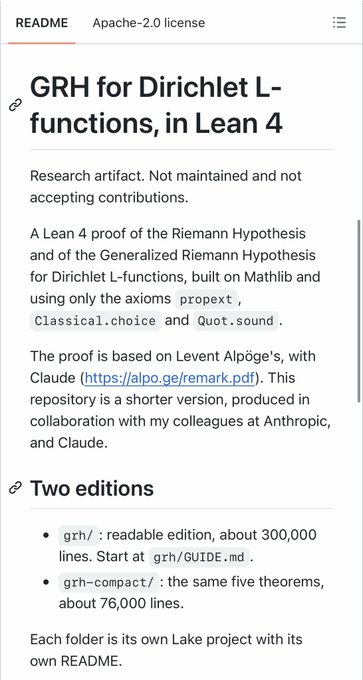 README
Apache-2.0 license
GRH for Dirichlet L-
functions, in Lean 4
Research artifact. Not maintained and not
accepting contributions.
A Lean 4 proof of the Riemann Hypothesis
and of the Generalized Riemann Hypothesis
for Dirichlet L-functions, built on Mathlib and
using only the axioms propext ,
Classical.choice and Quot.sound .
The proof is based on Levent Alpöge's, with
Claude (https://alpo.ge/remark.pdf). This
repository is a shorter version, produced in
collaboration with my colleagues at Anthropic,
and Claude.
Two editions
• grh/ : readable edition, about 300,000
lines. Start at grh/GUIDE.md .
• grh-compact/ : the same five theorems,
about 76,000 lines.
Each folder is its own Lake project with its
own README.